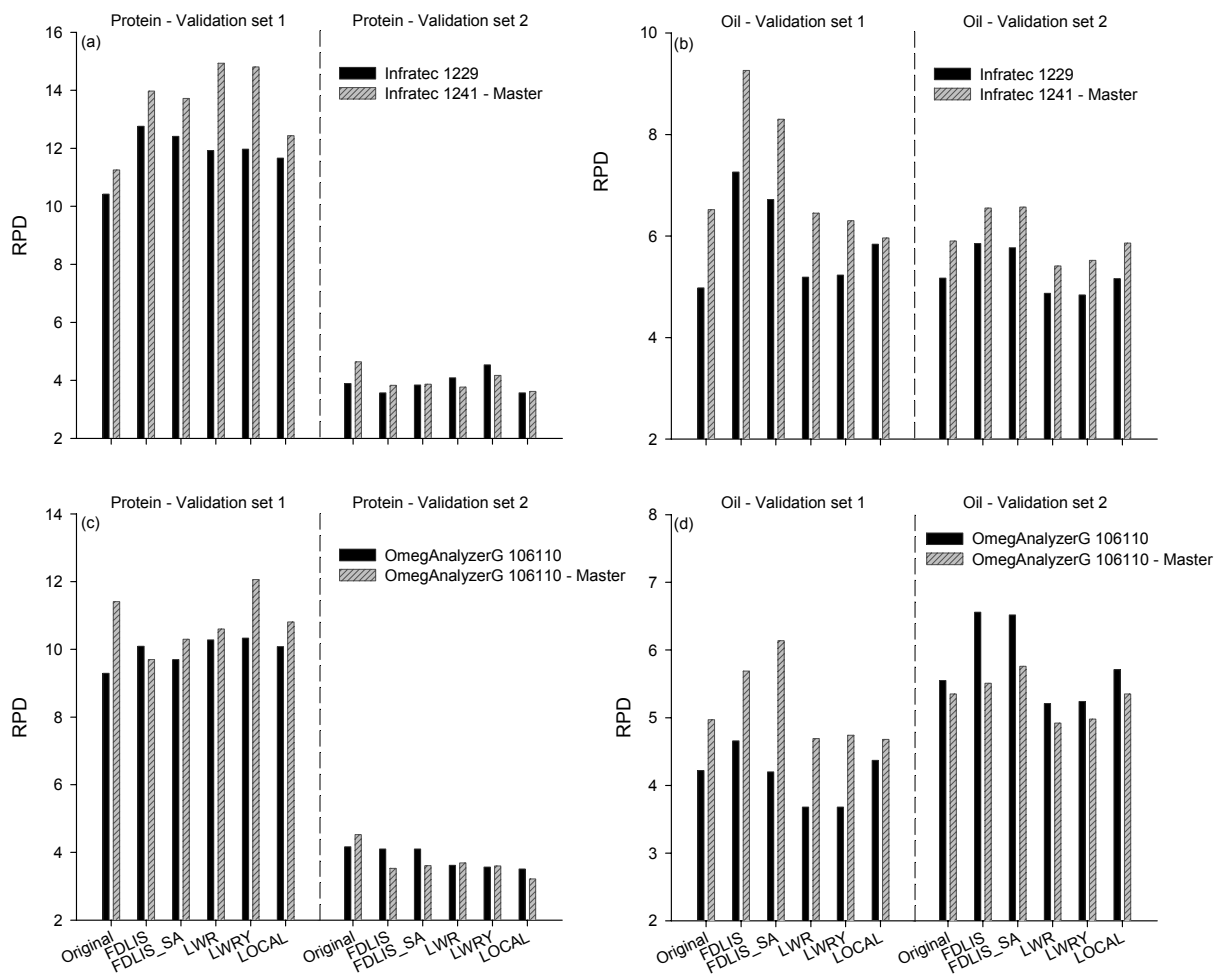 Protein - Validation set 1
Protein - Validation set 2
(a)
Infratec 1229
Infratec 1241 - Master
RPD
16
14
12
10
8
6
4
2
Oil - Validation set 1
Oil - Validation set 2
(b)
Infratec 1229
Infratec 1241 - Master
RPD
10
8
6
4
2
Protein - Validation set 1
Protein - Validation set 2
(c)
OmegAnalyzerG 106110
OmegAnalyzerG 106110 - Master
RPD
14
12
10
8
6
4
2
Original
FDLIS
FDLIS_SA
LWR
LWRY
LOCAL
Original
FDLIS
FDLIS_SA
LWR
LWRY
LOCAL
Oil - Validation set 1
Oil - Validation set 2
(d)
OmegAnalyzerG 106110
OmegAnalyzerG 106110 - Master
RPD
8
7
6
5
4
3
2
Original
FDLIS
FDLIS_SA
LWR
LWRY
LOCAL
Original
FDLIS
FDLIS_SA
LWR
LWRY
LOCAL